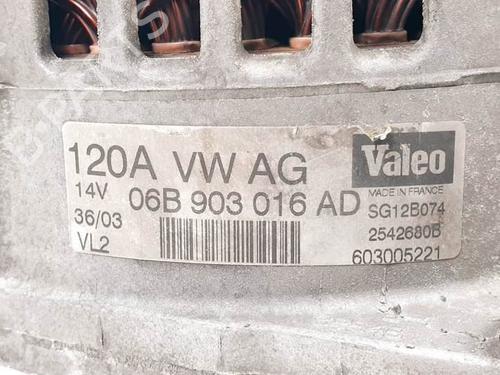 120A VW AG
14V 06B 903 016 AD
36/03
VL2
Valeo
MADE IN FRANCE
SG12B074
2542680B
603005221